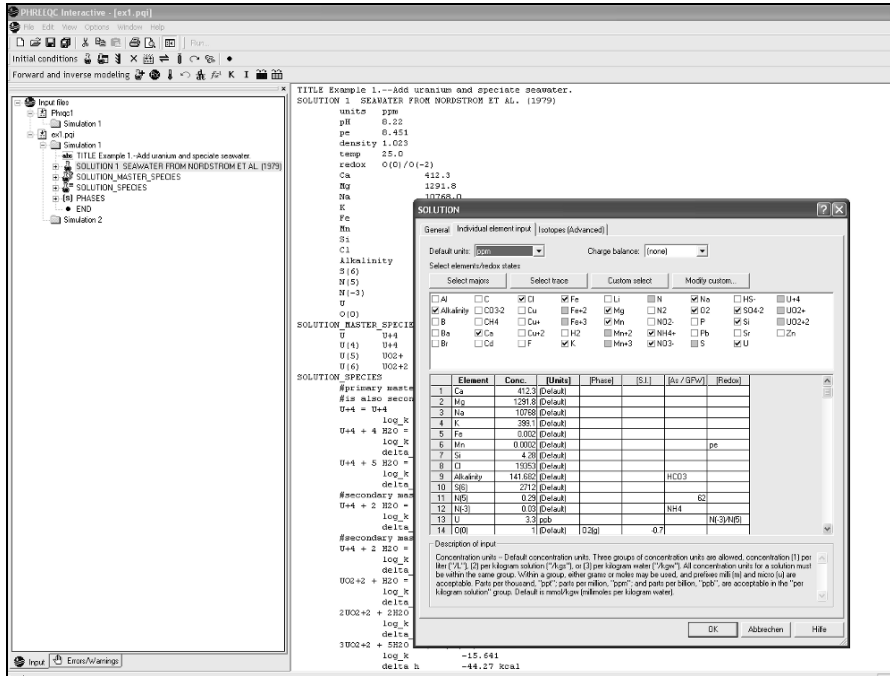 PHREEQC Interactive - [ex1.pqi]
File Edit View Options Window Help
Run...
Initial conditions
Forward and inverse modeling
K I
Input files
Phrqc1
Simulation 1
ex1.pqi
Simulation 1
TITLE Example 1.--Add uranium and speciate seawater.
SOLUTION 1 SEAWATER FROM NORDSTROM ET AL. (1979)
SOLUTION_MASTER_SPECIES
SOLUTION_SPECIES
PHASES
END
Simulation 2
Input Errors/Warnings
TITLE Example 1.--Add uranium and speciate seawater.
SOLUTION 1 SEAWATER FROM NORDSTROM ET AL. (1979)
units ppm
pH 8.22
pe 8.451
density 1.023
temp 25.0
redox O(0)/O(-2)
Ca 412.3
Mg 1291.8
Na 10768.0
K
Fe
Mn
Si
Cl
Alkalinity
S(6)
N(5)
N(-3)
U
O(0)
SOLUTION_MASTER_SPECIE
U U+4
U(4) U+4
U(5) UO2+
U(6) UO2+2
SOLUTION_SPECIES
#primary maste
#is also secon
U+4 = U+4
log_k
U+4 + 4 H2O =
log_k
delta_
U+4 + 5 H2O =
log_k
delta_
#secondary mas
U+4 + 2 H2O =
log_k
delta_
#secondary mas
U+4 + 2 H2O =
log_k
delta_
UO2+2 + H2O =
log_k
delta_
2UO2+2 + 2H2O
log_k
delta_
3UO2+2 + 5H2O
log_k -15.641
delta_h -44.27 kcal
SOLUTION
General Individual element input Isotopes (Advanced)
Default units: ppm Charge balance: (none)
Select elements/redox states
Select majors Select trace Custom select Modify custom...
Al C Cl Fe Li N Na HS- U+4
Alkalinity CO3-2 Cu Fe+2 Mg N2 O2 SO4-2 UO2+
B CH4 Cu+ Fe+3 Mn NO2- P Si UO2+2
Ba Ca Cu+2 H2 Mn+2 NH4+ Pb Sr Zn
Br Cd F K Mn+3 NO3- S U
Element Conc. [Units] [Phase] [S.I.] [As / GFW] [Redox]
1 Ca 412.3 (Default)
2 Mg 1291.8 (Default)
3 Na 10768 (Default)
4 K 399.1 (Default)
5 Fe 0.002 (Default)
6 Mn 0.0002 (Default) pe
7 Si 4.28 (Default)
8 Cl 19353 (Default)
9 Alkalinity 141.682 (Default) HCO3
10 S(6) 2712 (Default)
11 N(5) 0.29 (Default) 62
12 N(-3) 0.03 (Default) NH4
13 U 3.3 ppb N(-3)/N(5)
14 O(0) 1 (Default) O2(g) -0.7
Description of input
Concentration units -- Default concentration units. Three groups of concentration units are allowed, concentration (1) per
liter ("/L"), (2) per kilogram solution ("/kgs"), or (3) per kilogram water ("/kgw"). All concentration units for a solution must
be within the same group. Within a group, either grams or moles may be used, and prefixes milli (m) and micro (u) are
acceptable. Parts per thousand, "ppt"; parts per million, "ppm"; and parts per billion, "ppb", are acceptable in the "per
kilogram solution" group. Default is mmol/kgw (millimoles per kilogram water).
OK Abbrechen Hilfe